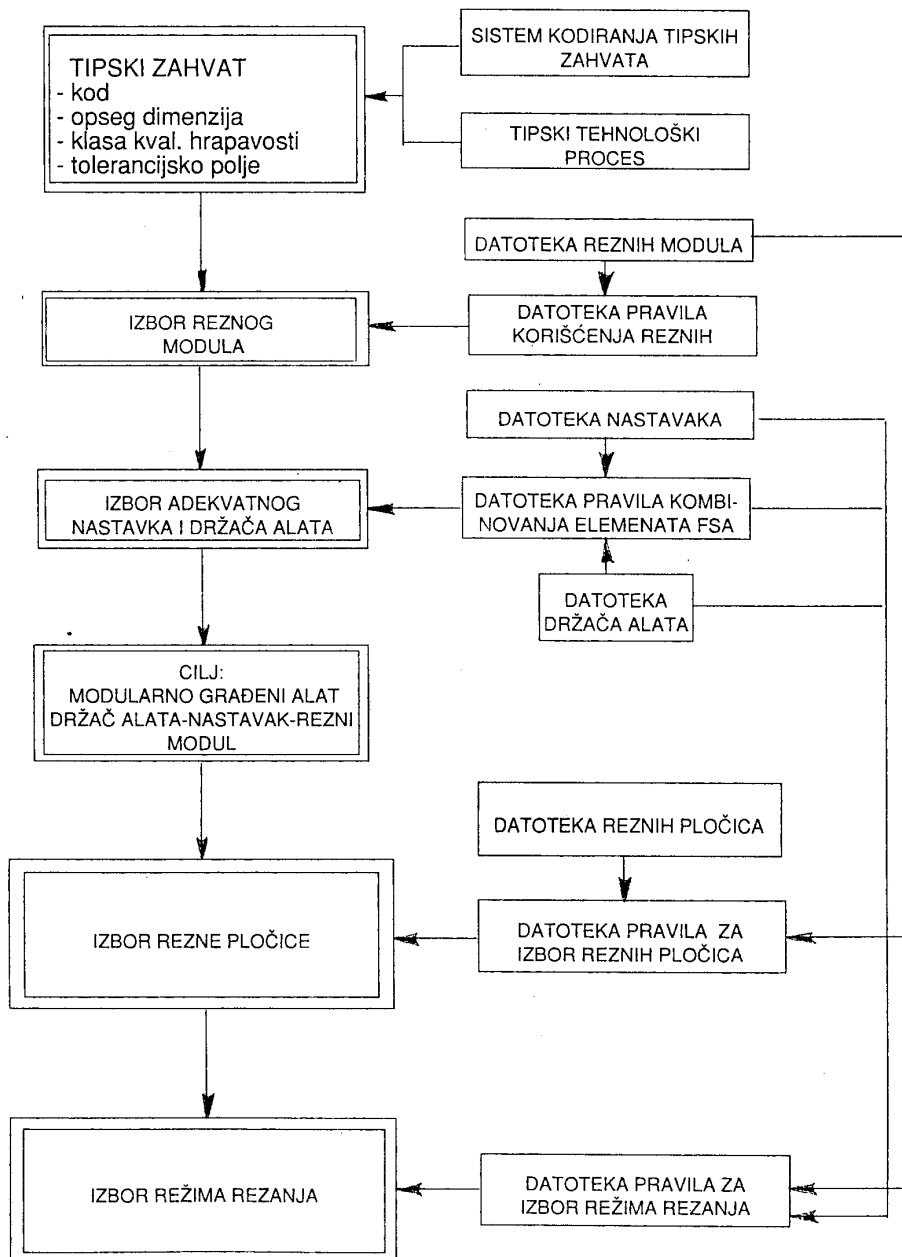 SISTEM KODIRANJA TIPSKIH
ZAHVATA
TIPSKI ZAHVAT
- kod
- opseg dimenzija
- klasa kval. hrapavosti
- tolerancijsko polje
TIPSKI TEHNOLOŠKI
PROCES
DATOTEKA REZNIH MODULA
IZBOR REZNOG
MODULA
DATOTEKA PRAVILA
KORIŠĆENJA REZNIH
DATOTEKA NASTAVAKA
IZBOR ADEKVATNOG
NASTAVKA I DRŽAČA ALATA
DATOTEKA PRAVILA KOMBI-
NOVANJA ELEMENATA FSA
DATOTEKA
DRŽAČA ALATA
CILJ:
MODULARNO GRAĐENI ALAT
DRŽAČ ALATA-NASTAVAK-REZNI
MODUL
DATOTEKA REZNIH PLOČICA
IZBOR REZNE PLOČICE
DATOTEKA PRAVILA ZA
IZBOR REZNIH PLOČICA
IZBOR REŽIMA REZANJA
DATOTEKA PRAVILA ZA
IZBOR REŽIMA REZANJA